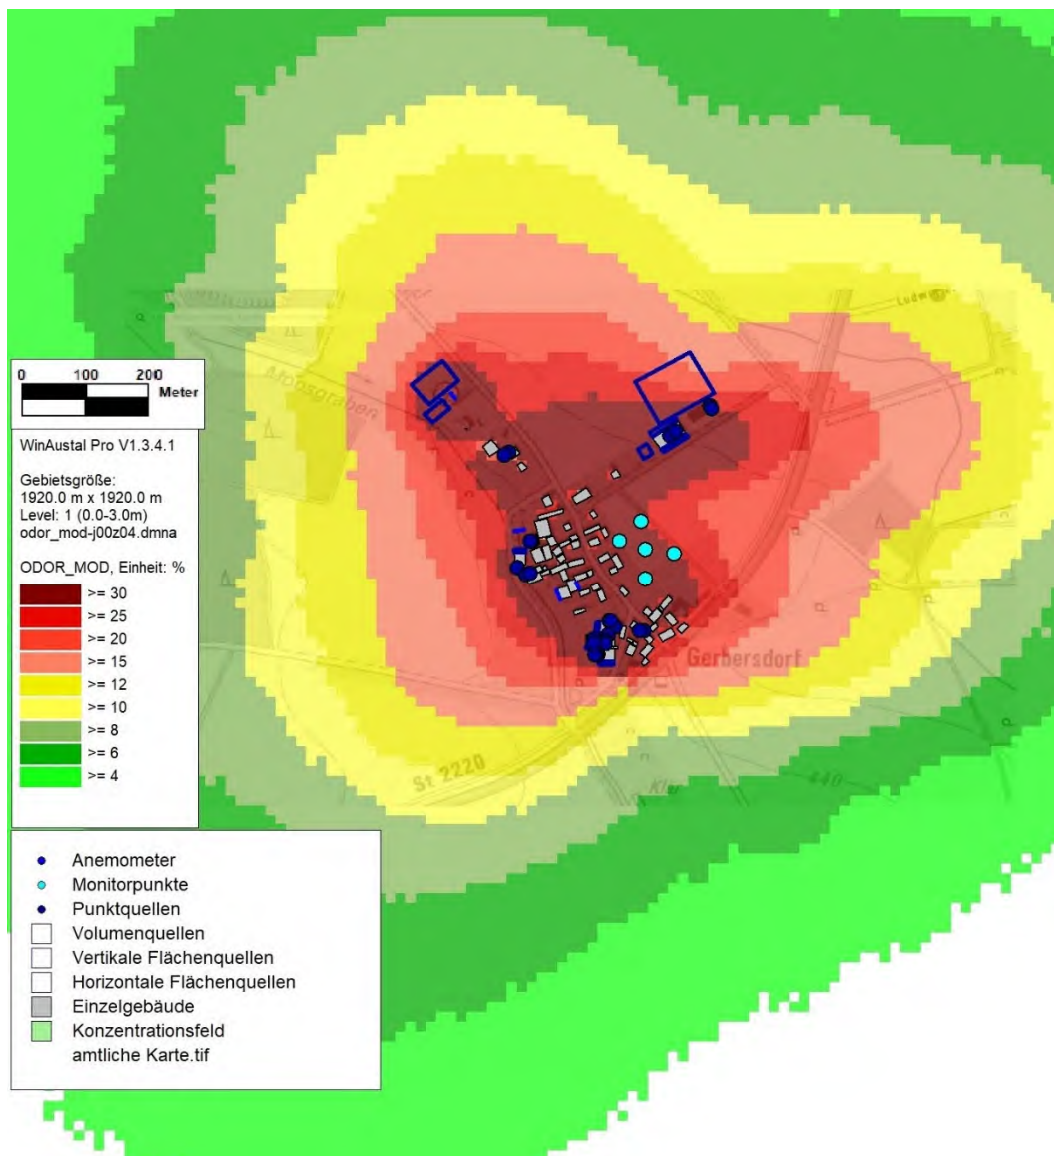 Ludw
Moosgraben
0 100 200
Meter
WinAustal Pro V1.3.4.1
Gebietsgröße:
1920.0 m x 1920.0 m
Level: 1 (0.0-3.0m)
odor_mod-j00z04.dmna
ODOR_MOD, Einheit: %
>= 30
>= 25
>= 20
>= 15
>= 12
>= 10
>= 8
>= 6
>= 4
Gerbersdorf
St 2220
440
Anemometer
Monitorpunkte
Punktquellen
Volumenquellen
Vertikale Flächenquellen
Horizontale Flächenquellen
Einzelgebäude
Konzentrationsfeld
amtliche Karte.tif